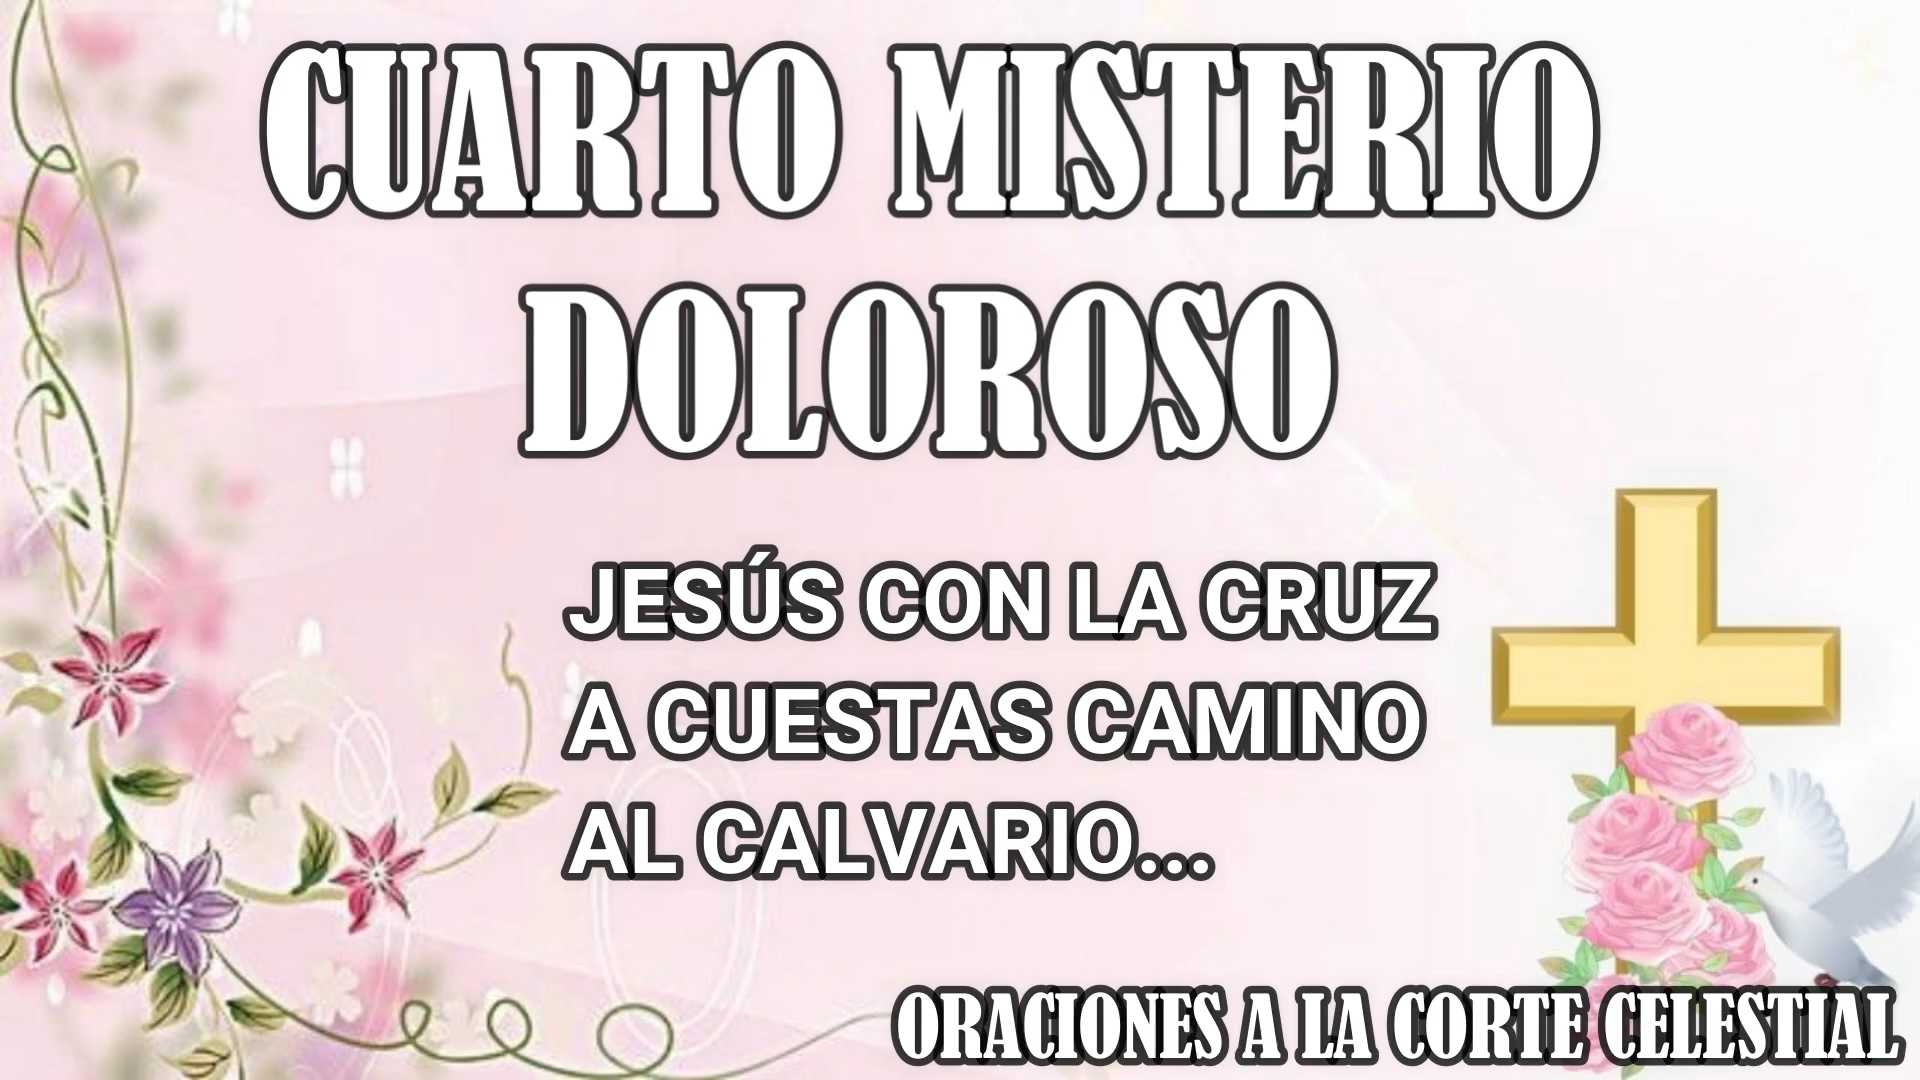 CUARTO MISTERIO
DOLOROSO
JESÚS CON LA CRUZ
A CUESTAS CAMINO
AL CALVARIO...
ORACIONES A LA CORTE CELESTIAL